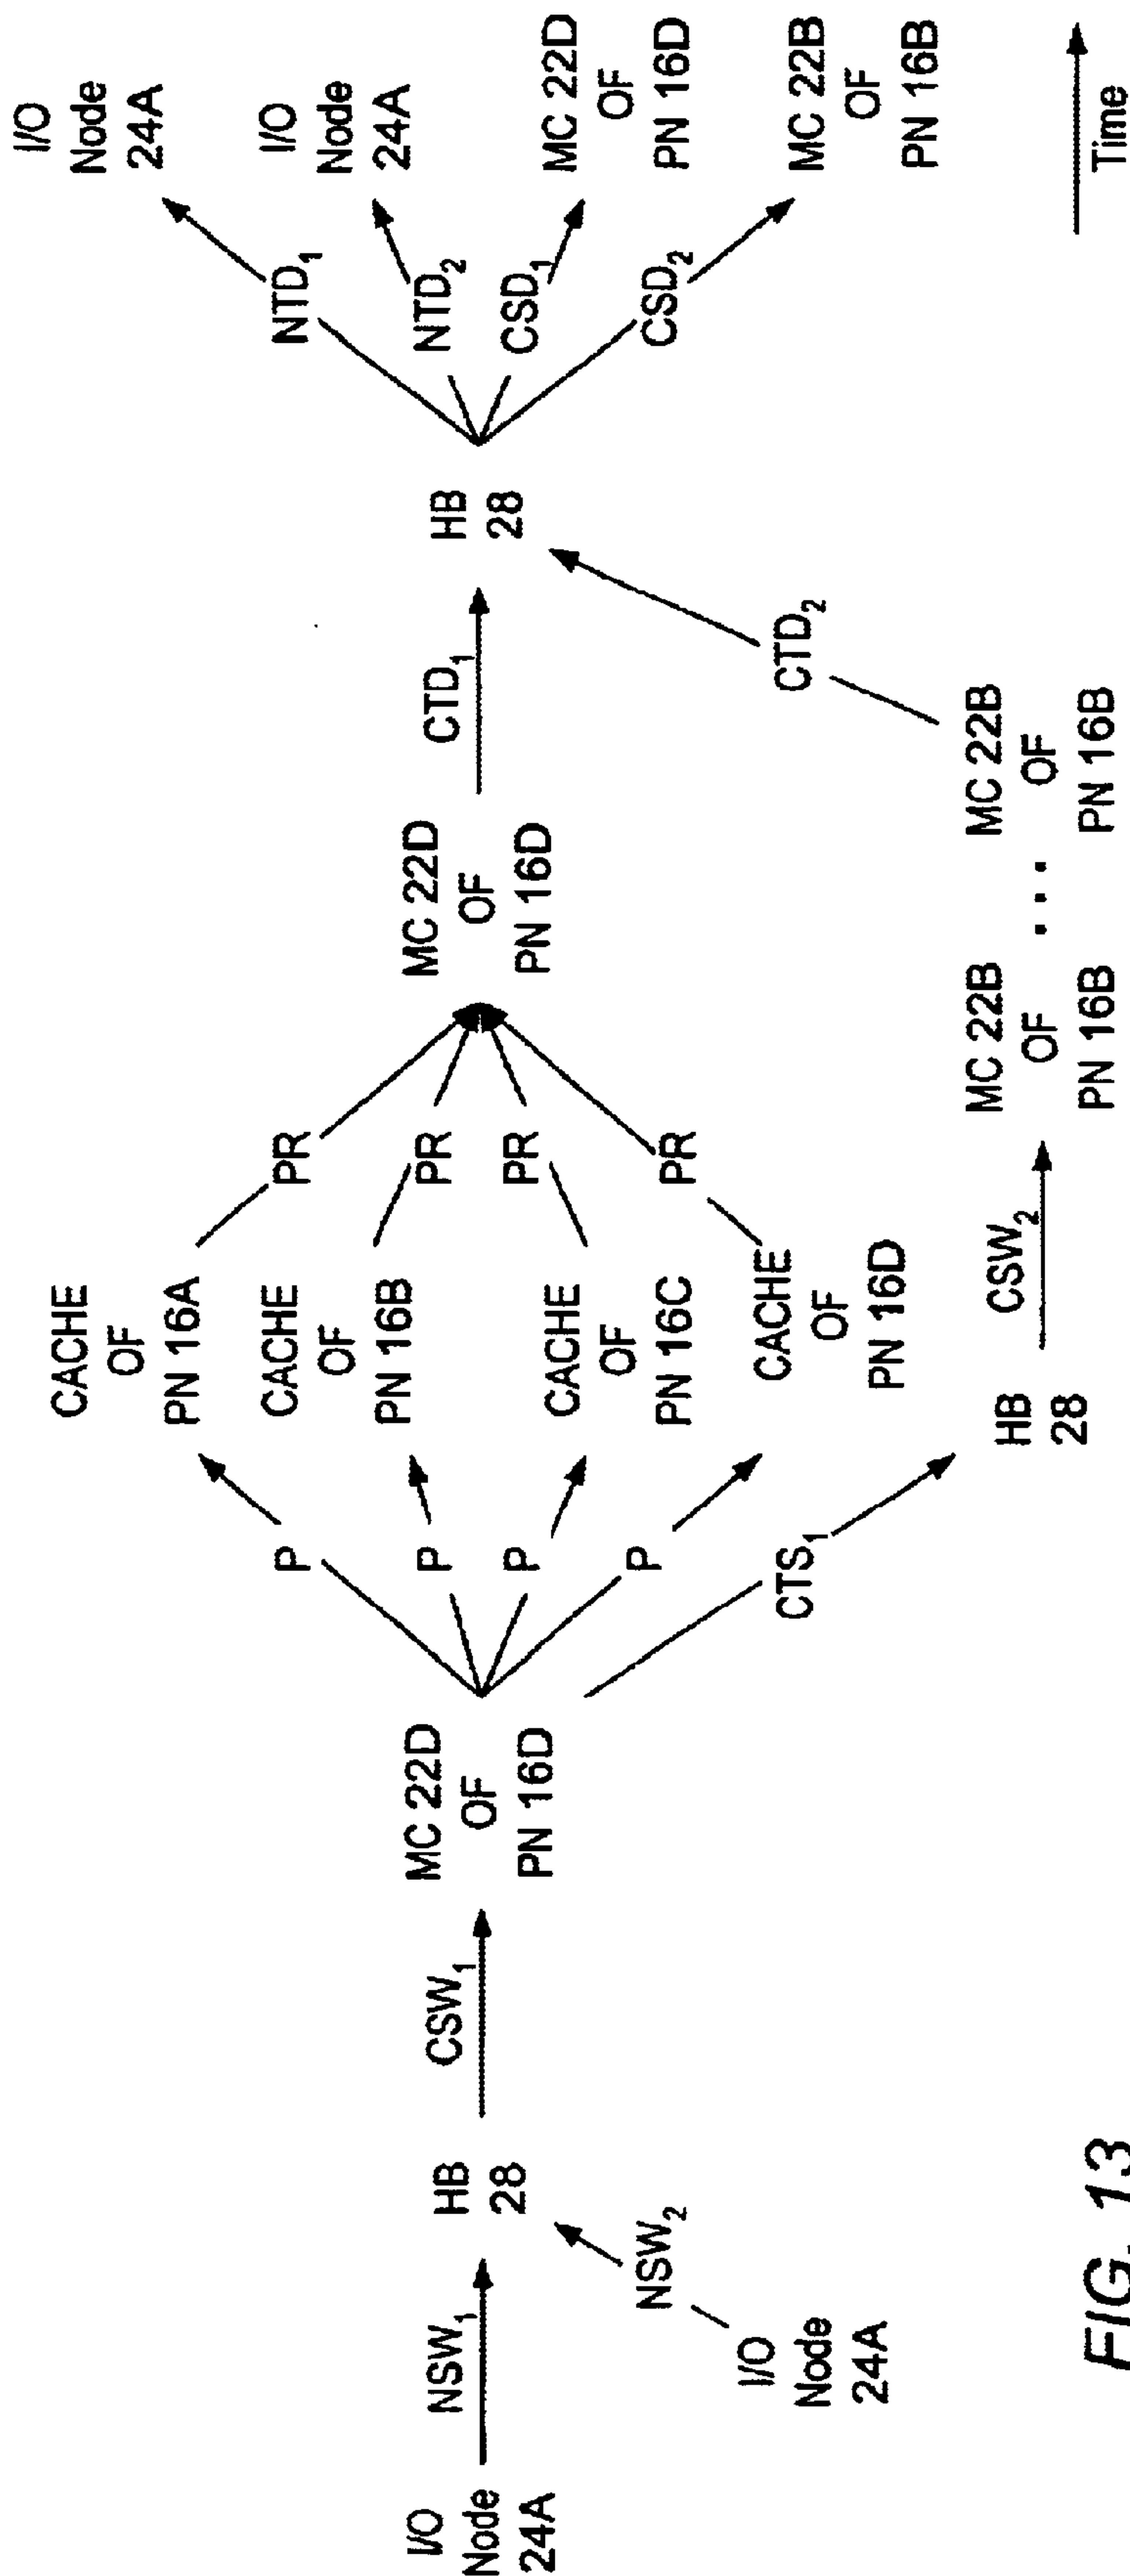 I/O
Node
24A
NSW1
I/O
Node
24A
NSW2
HB
28
CSW1
MC 22D
OF
PN 16D
P
P
P
P
CTS1
CACHE
OF
PN 16A
CACHE
OF
PN 16B
CACHE
OF
PN 16C
CACHE
OF
PN 16D
HB
28
PR
PR
PR
PR
CSW2
MC 22D
OF
PN 16D
MC 22B
OF
PN 16B
...
MC 22B
OF
PN 16B
CTD1
CTD2
HB
28
NTD1
NTD2
CSD1
CSD2
I/O
Node
24A
I/O
Node
24A
MC 22D
OF
PN 16D
MC 22B
OF
PN 16B
Time
FIG. 13